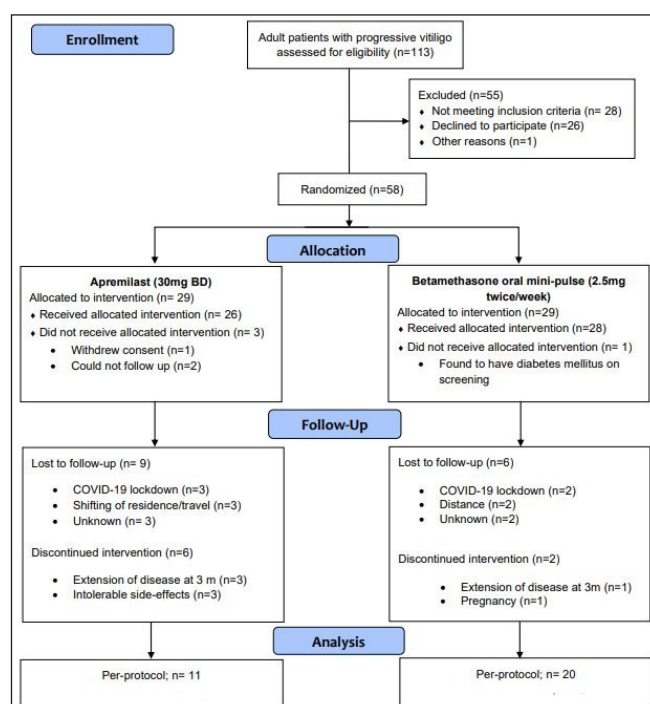 Enrollment
Adult patients with progressive vitiligo
assessed for eligibility (n=113)
Excluded (n=55)
♦ Not meeting inclusion criteria (n= 28)
♦ Declined to participate (n=26)
♦ Other reasons (n=1)
Randomized (n=58)
Allocation
Apremilast (30mg BD)
Allocated to intervention (n= 29)
♦ Received allocated intervention (n= 26)
♦ Did not receive allocated intervention (n= 3)
• Withdrew consent (n=1)
• Could not follow up (n=2)
Betamethasone oral mini-pulse (2.5mg
twice/week)
Allocated to intervention (n=29)
♦ Received allocated intervention (n=28)
♦ Did not receive allocated intervention (n= 1)
• Found to have diabetes mellitus on
screening
Follow-Up
Lost to follow-up (n= 9)
• COVID-19 lockdown (n=3)
• Shifting of residence/travel (n=3)
• Unknown (n= 3)
Discontinued intervention (n=6)
• Extension of disease at 3 m (n=3)
• Intolerable side-effects (n=3)
Lost to follow-up (n=6)
• COVID-19 lockdown (n=2)
• Distance (n=2)
• Unknown (n=2)
Discontinued intervention (n=2)
• Extension of disease at 3m (n=1)
• Pregnancy (n=1)
Analysis
Per-protocol; n= 11
Per-protocol; n= 20